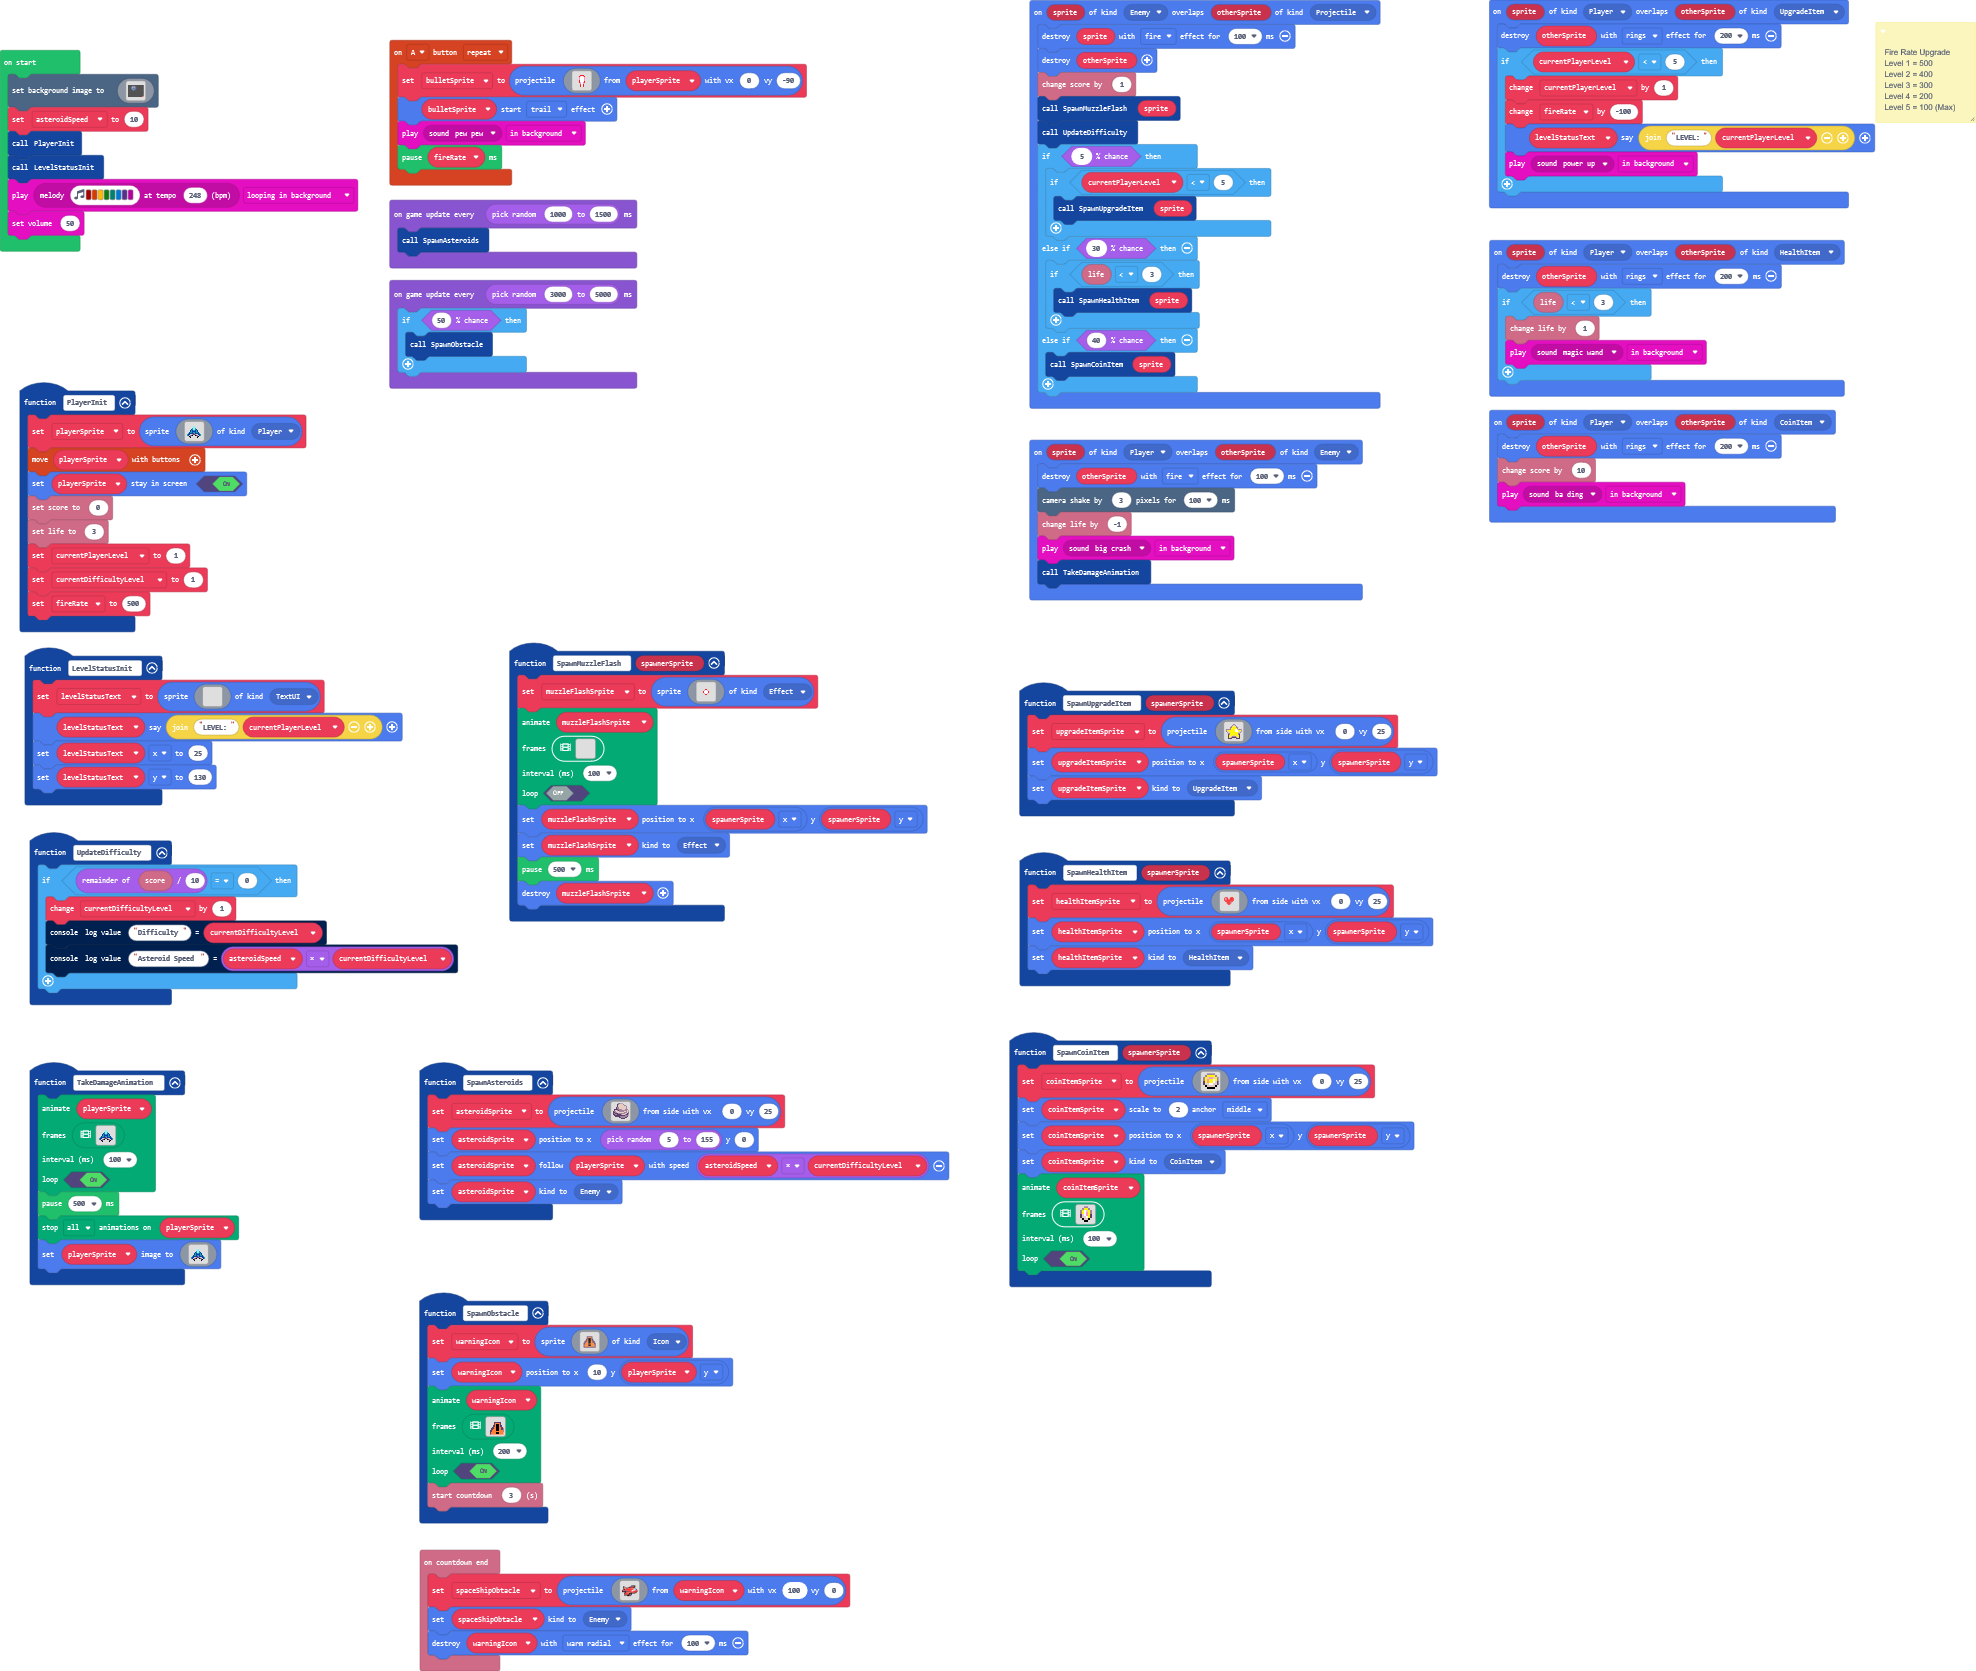 on start
set background image to
set asteroidSpeed to 10
call PlayerInit
call LevelStatusInit
play melody at tempo 248 (bpm) looping in background
set volume 50
on A button repeat
set bulletSprite to projectile from playerSprite with vx 0 vy -90
bulletSprite start trail effect
play sound pew pew in background
pause fireRate ms
on game update every pick random 1000 to 1500 ms
call SpawnAsteroids
on game update every pick random 3000 to 5000 ms
if 50 % chance then
call SpawnObstacle
on sprite of kind Enemy overlaps otherSprite of kind Projectile
destroy sprite with fire effect for 100 ms
destroy otherSprite
change score by 1
call SpawnMuzzleFlash sprite
call UpdateDifficulty
if 5 % chance then
if currentPlayerLevel < 5 then
call SpawnUpgradeItem sprite
else if 30 % chance then
if life < 3 then
call SpawnHealthItem sprite
else if 40 % chance then
call SpawnCoinItem sprite
on sprite of kind Player overlaps otherSprite of kind Enemy
destroy otherSprite with fire effect for 100 ms
camera shake by 3 pixels for 100 ms
change life by -1
play sound big crash in background
call TakeDamageAnimation
on sprite of kind Player overlaps otherSprite of kind UpgradeItem
destroy otherSprite with rings effect for 200 ms
if currentPlayerLevel < 5 then
change currentPlayerLevel by 1
change fireRate by -100
levelStatusText say join "LEVEL: " currentPlayerLevel
play sound power up in background
Fire Rate Upgrade
Level 1 = 500
Level 2 = 400
Level 3 = 300
Level 4 = 200
Level 5 = 100 (Max)
on sprite of kind Player overlaps otherSprite of kind HealthItem
destroy otherSprite with rings effect for 200 ms
if life < 3 then
change life by 1
play sound magic wand in background
on sprite of kind Player overlaps otherSprite of kind CoinItem
destroy otherSprite with rings effect for 200 ms
change score by 10
play sound ba ding in background
function PlayerInit
set playerSprite to sprite of kind Player
move playerSprite with buttons
set playerSprite stay in screen ON
set score to 0
set life to 3
set currentPlayerLevel to 1
set currentDifficultyLevel to 1
set fireRate to 500
function LevelStatusInit
set levelStatusText to sprite of kind TextUI
levelStatusText say join "LEVEL: " currentPlayerLevel
set levelStatusText x to 25
set levelStatusText y to 130
function UpdateDifficulty
if remainder of score / 10 = 0 then
change currentDifficultyLevel by 1
console log value "Difficulty " = currentDifficultyLevel
console log value "Asteroid Speed " = asteroidSpeed × currentDifficultyLevel
function SpawnMuzzleFlash spawnerSprite
set muzzleFlashSrpite to sprite of kind Effect
animate muzzleFlashSrpite
frames
interval (ms) 100
loop OFF
set muzzleFlashSrpite position to x spawnerSprite x y spawnerSprite y
set muzzleFlashSrpite kind to Effect
pause 500 ms
destroy muzzleFlashSrpite
function SpawnUpgradeItem spawnerSprite
set upgradeItemSprite to projectile from side with vx 0 vy 25
set upgradeItemSprite position to x spawnerSprite x y spawnerSprite y
set upgradeItemSprite kind to UpgradeItem
function SpawnHealthItem spawnerSprite
set healthItemSprite to projectile from side with vx 0 vy 25
set healthItemSprite position to x spawnerSprite x y spawnerSprite y
set healthItemSprite kind to HealthItem
function SpawnCoinItem spawnerSprite
set coinItemSprite to projectile from side with vx 0 vy 25
set coinItemSprite scale to 2 anchor middle
set coinItemSprite position to x spawnerSprite x y spawnerSprite y
set coinItemSprite kind to CoinItem
animate coinItemSprite
frames
interval (ms) 100
loop ON
function TakeDamageAnimation
animate playerSprite
frames
interval (ms) 100
loop ON
pause 500 ms
stop all animations on playerSprite
set playerSprite image to
function SpawnAsteroids
set asteroidSprite to projectile from side with vx 0 vy 25
set asteroidSprite position to x pick random 5 to 155 y 0
set asteroidSprite follow playerSprite with speed asteroidSpeed × currentDifficultyLevel
set asteroidSprite kind to Enemy
function SpawnObstacle
set warningIcon to sprite of kind Icon
set warningIcon position to x 10 y playerSprite y
animate warningIcon
frames
interval (ms) 200
loop ON
start countdown 3 (s)
on countdown end
set spaceShipObtacle to projectile from warningIcon with vx 100 vy 0
set spaceShipObtacle kind to Enemy
destroy warningIcon with warm radial effect for 100 ms